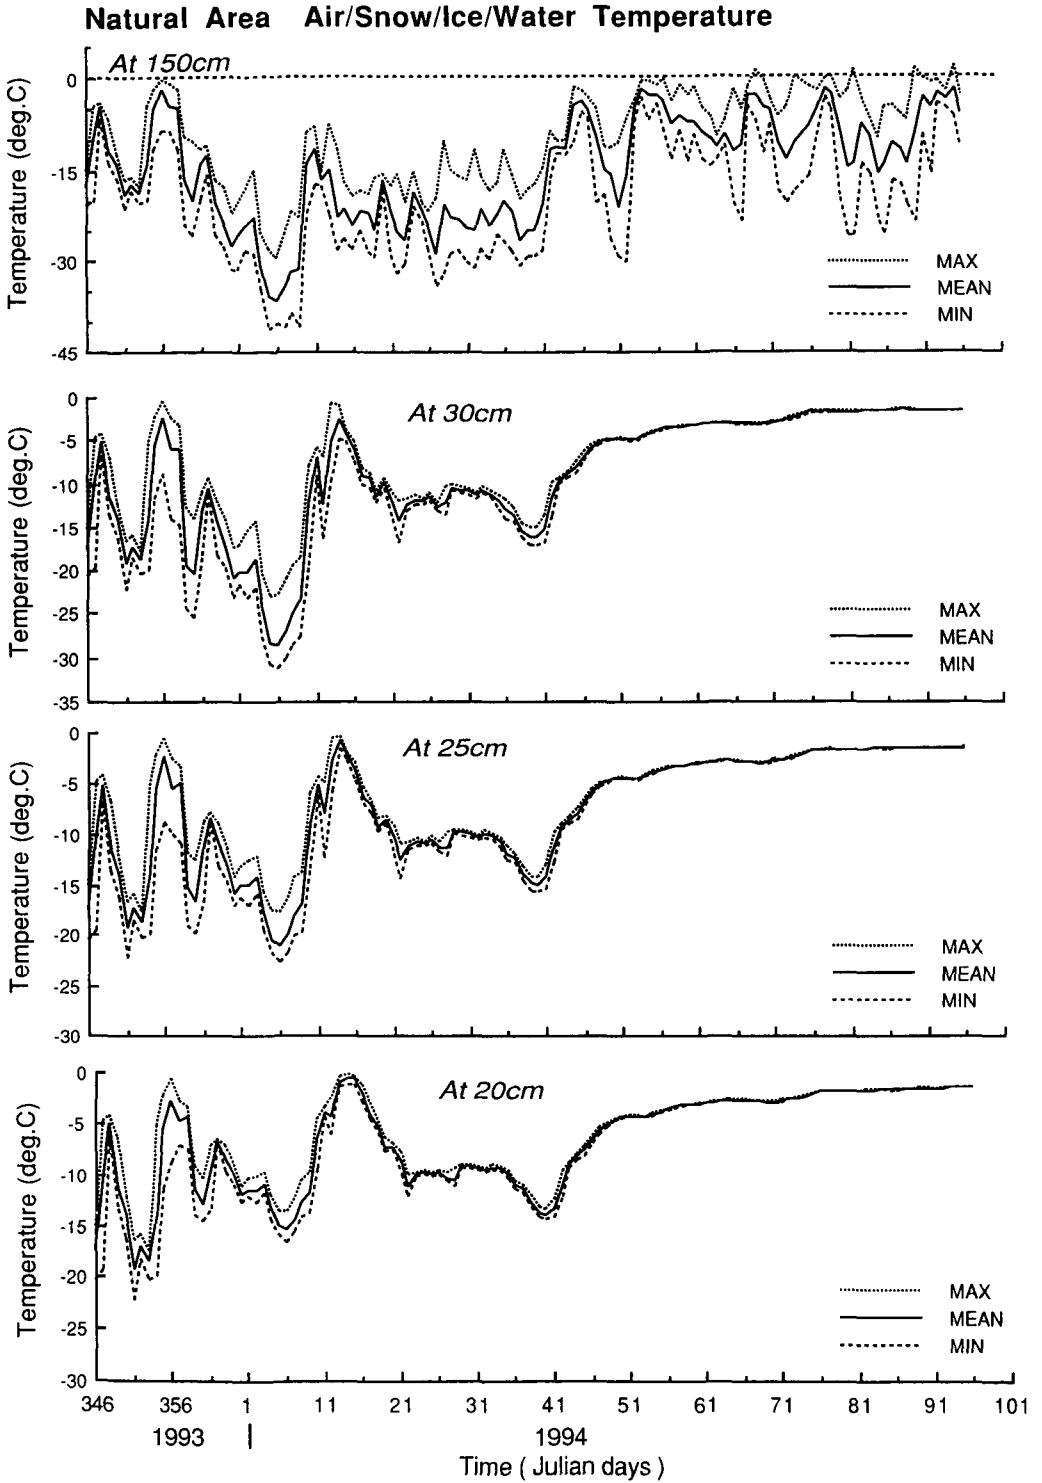 Natural Area Air/Snow/Ice/Water Temperature
At 150cm
Temperature (deg.C)
0
-15
-30
-45
MAX
MEAN
MIN
At 30cm
Temperature (deg.C)
0
-5
-10
-15
-20
-25
-30
-35
MAX
MEAN
MIN
At 25cm
Temperature (deg.C)
0
-5
-10
-15
-20
-25
-30
MAX
MEAN
MIN
At 20cm
Temperature (deg.C)
0
-5
-10
-15
-20
-25
-30
MAX
MEAN
MIN
346 356 1 11 21 31 41 51 61 71 81 91 101
1993 | 1994
Time ( Julian days )